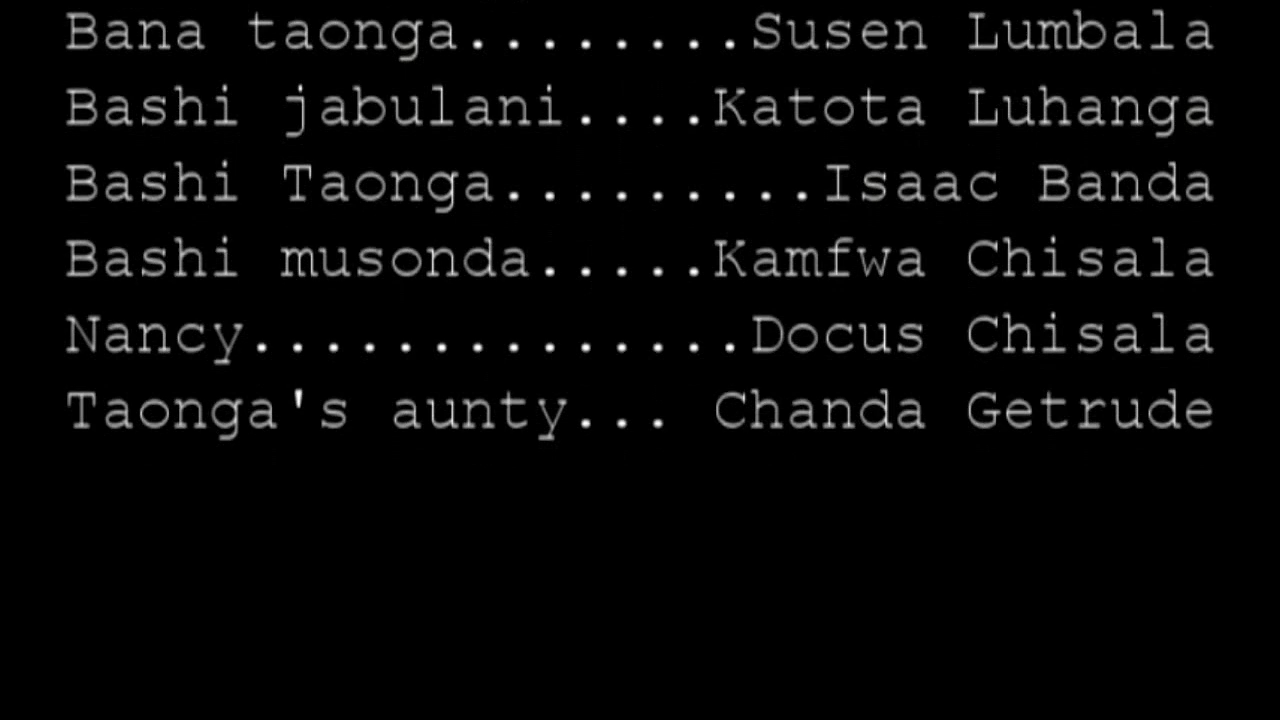 Bana taonga........Susen Lumbala
Bashi jabulani....Katota Luhanga
Bashi Taonga.........Isaac Banda
Bashi musonda.....Kamfwa Chisala
Nancy..............Docus Chisala
Taonga's aunty... Chanda Getrude